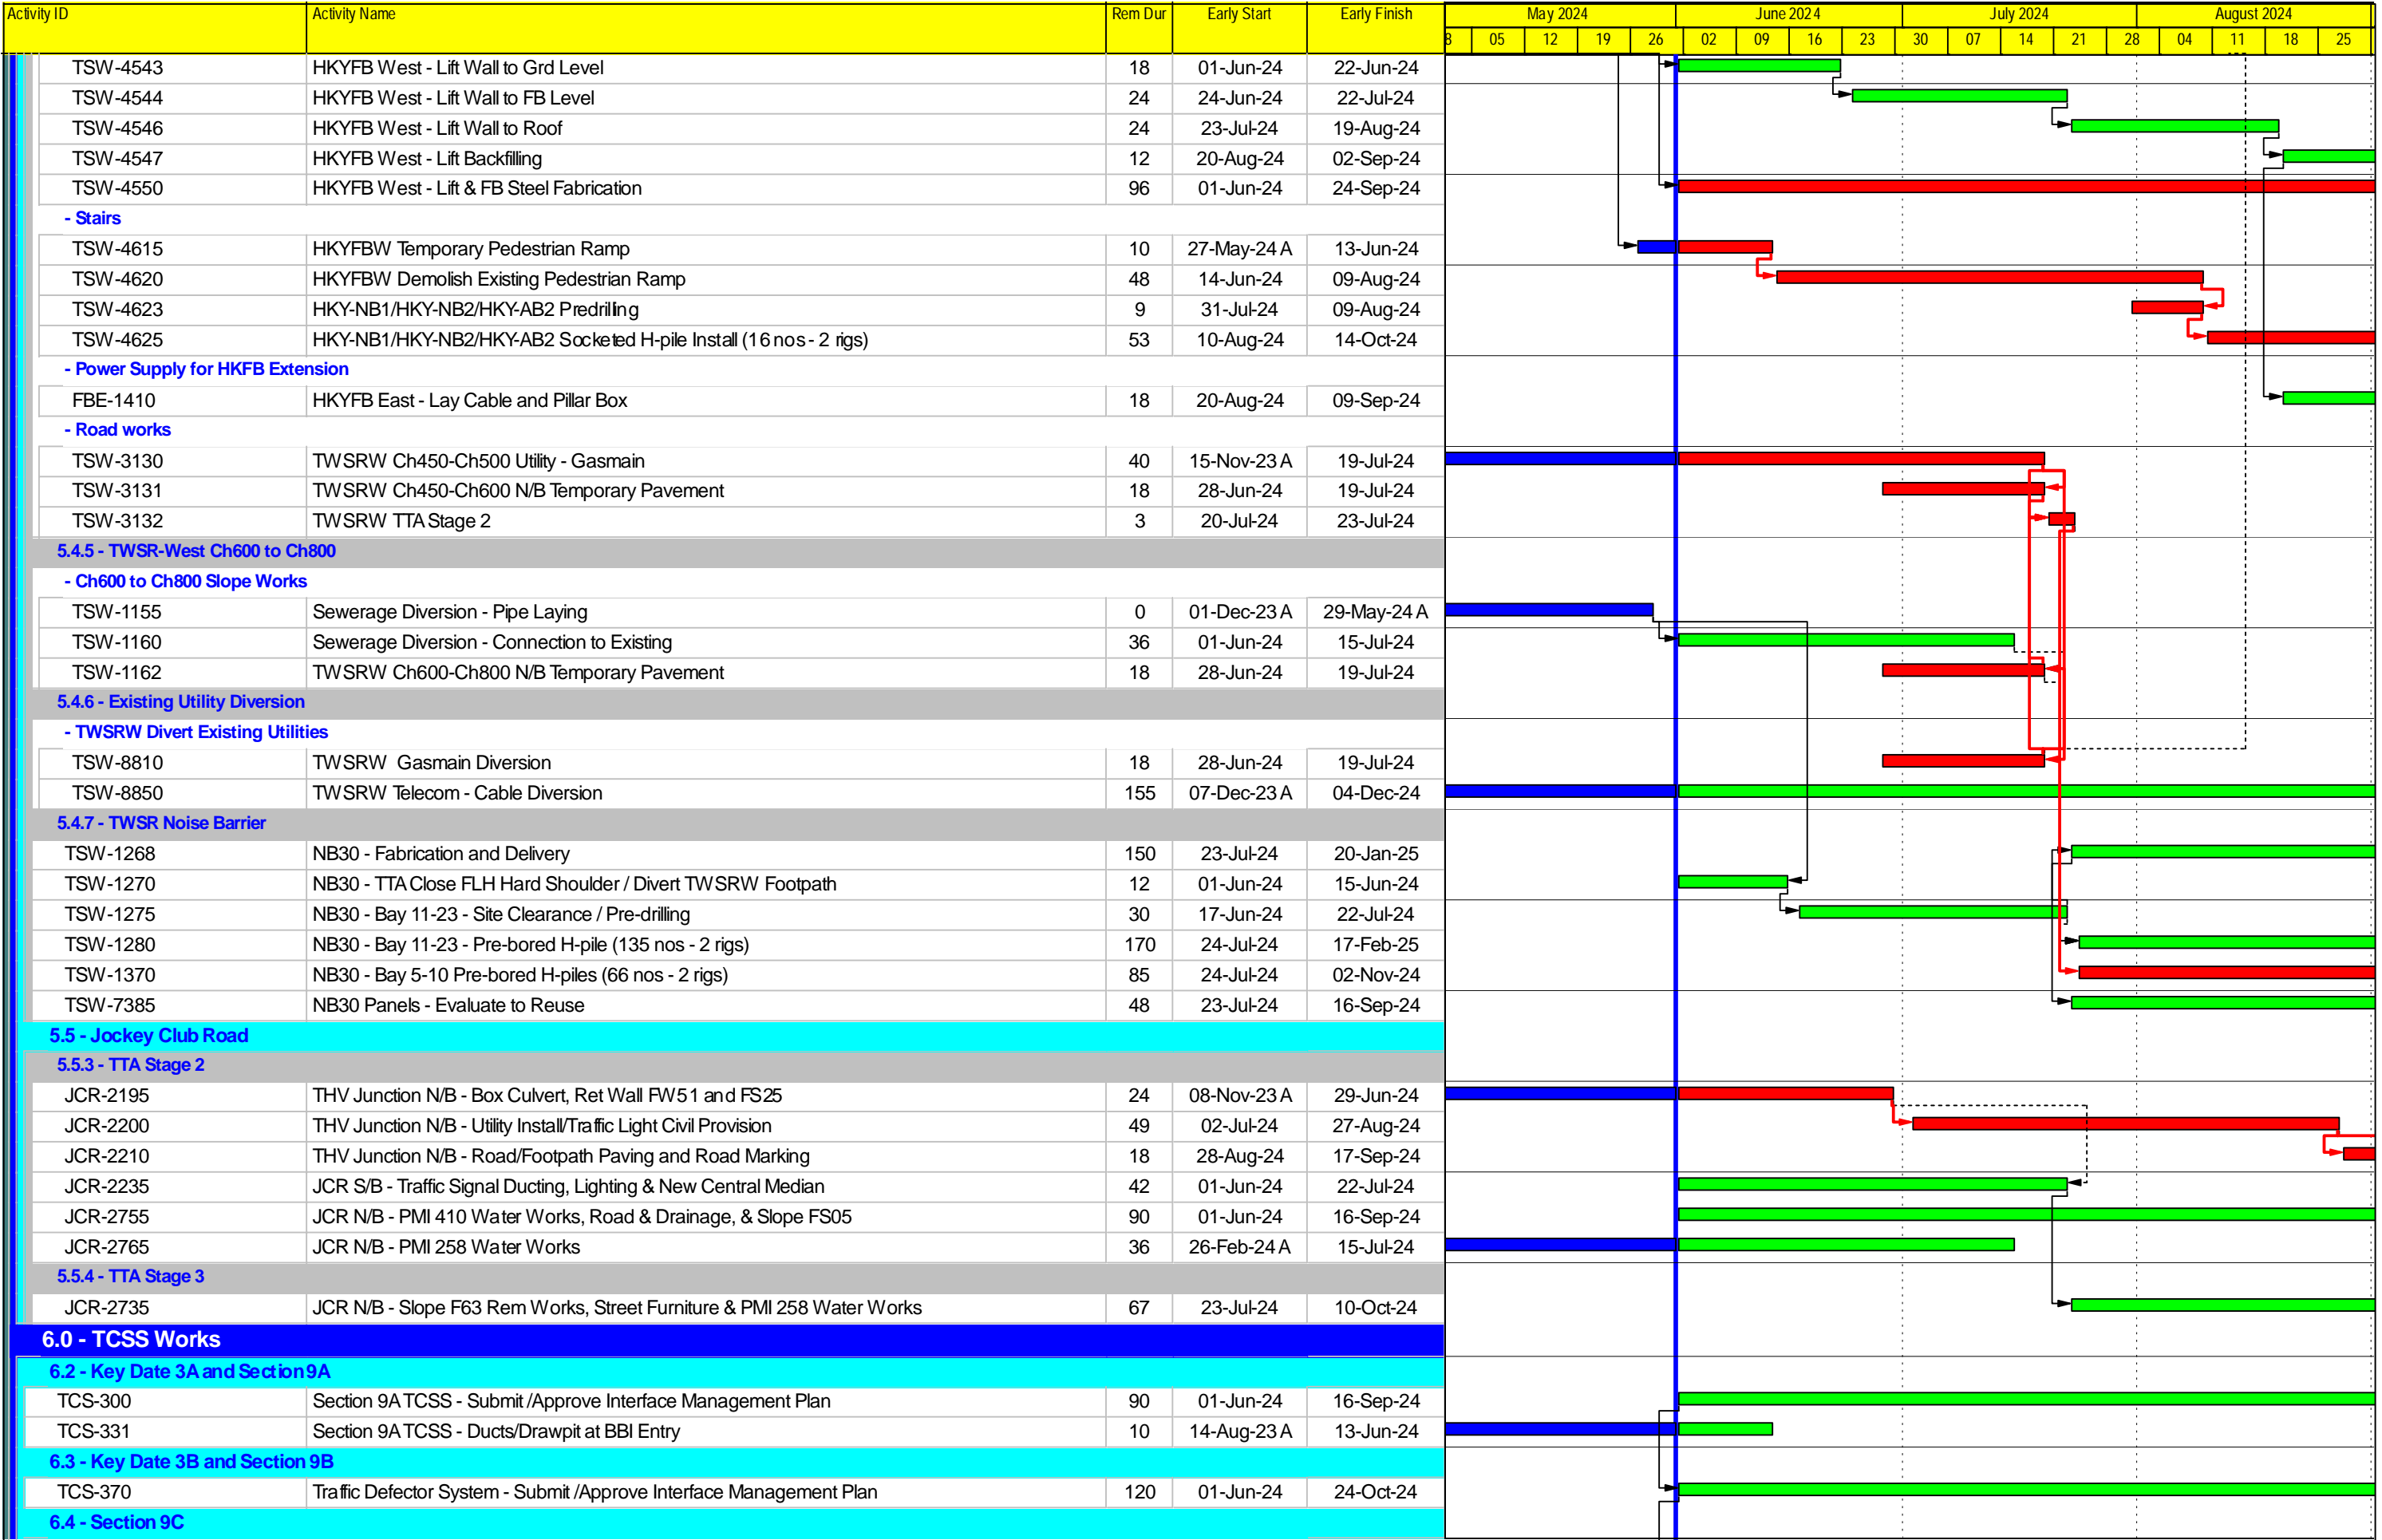 Activity ID Activity Name Rem Dur Early Start Early Finish May 2024 June 2024 July 2024 August 2024
8 05 12 19 26 02 09 16 23 30 07 14 21 28 04 11 18 25
TSW-4543 HKYFB West - Lift Wall to Grd Level 18 01-Jun-24 22-Jun-24
TSW-4544 HKYFB West - Lift Wall to FB Level 24 24-Jun-24 22-Jul-24
TSW-4546 HKYFB West - Lift Wall to Roof 24 23-Jul-24 19-Aug-24
TSW-4547 HKYFB West - Lift Backfilling 12 20-Aug-24 02-Sep-24
TSW-4550 HKYFB West - Lift & FB Steel Fabrication 96 01-Jun-24 24-Sep-24
- Stairs
TSW-4615 HKYFBW Temporary Pedestrian Ramp 10 27-May-24 A 13-Jun-24
TSW-4620 HKYFBW Demolish Existing Pedestrian Ramp 48 14-Jun-24 09-Aug-24
TSW-4623 HKY-NB1/HKY-NB2/HKY-AB2 Predrilling 9 31-Jul-24 09-Aug-24
TSW-4625 HKY-NB1/HKY-NB2/HKY-AB2 Socketed H-pile Install (16 nos - 2 rigs) 53 10-Aug-24 14-Oct-24
- Power Supply for HKFB Extension
FBE-1410 HKYFB East - Lay Cable and Pillar Box 18 20-Aug-24 09-Sep-24
- Road works
TSW-3130 TWSRW Ch450-Ch500 Utility - Gasmain 40 15-Nov-23 A 19-Jul-24
TSW-3131 TWSRW Ch450-Ch600 N/B Temporary Pavement 18 28-Jun-24 19-Jul-24
TSW-3132 TWSRW TTA Stage 2 3 20-Jul-24 23-Jul-24
5.4.5 - TWSR-West Ch600 to Ch800
- Ch600 to Ch800 Slope Works
TSW-1155 Sewerage Diversion - Pipe Laying 0 01-Dec-23 A 29-May-24 A
TSW-1160 Sewerage Diversion - Connection to Existing 36 01-Jun-24 15-Jul-24
TSW-1162 TWSRW Ch600-Ch800 N/B Temporary Pavement 18 28-Jun-24 19-Jul-24
5.4.6 - Existing Utility Diversion
- TWSRW Divert Existing Utilities
TSW-8810 TWSRW Gasmain Diversion 18 28-Jun-24 19-Jul-24
TSW-8850 TWSRW Telecom - Cable Diversion 155 07-Dec-23 A 04-Dec-24
5.4.7 - TWSR Noise Barrier
TSW-1268 NB30 - Fabrication and Delivery 150 23-Jul-24 20-Jan-25
TSW-1270 NB30 - TTA Close FLH Hard Shoulder / Divert TWSRW Footpath 12 01-Jun-24 15-Jun-24
TSW-1275 NB30 - Bay 11-23 - Site Clearance / Pre-drilling 30 17-Jun-24 22-Jul-24
TSW-1280 NB30 - Bay 11-23 - Pre-bored H-pile (135 nos - 2 rigs) 170 24-Jul-24 17-Feb-25
TSW-1370 NB30 - Bay 5-10 Pre-bored H-piles (66 nos - 2 rigs) 85 24-Jul-24 02-Nov-24
TSW-7385 NB30 Panels - Evaluate to Reuse 48 23-Jul-24 16-Sep-24
5.5 - Jockey Club Road
5.5.3 - TTA Stage 2
JCR-2195 THV Junction N/B - Box Culvert, Ret Wall FW51 and FS25 24 08-Nov-23 A 29-Jun-24
JCR-2200 THV Junction N/B - Utility Install/Traffic Light Civil Provision 49 02-Jul-24 27-Aug-24
JCR-2210 THV Junction N/B - Road/Footpath Paving and Road Marking 18 28-Aug-24 17-Sep-24
JCR-2235 JCR S/B - Traffic Signal Ducting, Lighting & New Central Median 42 01-Jun-24 22-Jul-24
JCR-2755 JCR N/B - PMI 410 Water Works, Road & Drainage, & Slope FS05 90 01-Jun-24 16-Sep-24
JCR-2765 JCR N/B - PMI 258 Water Works 36 26-Feb-24 A 15-Jul-24
5.5.4 - TTA Stage 3
JCR-2735 JCR N/B - Slope F63 Rem Works, Street Furniture & PMI 258 Water Works 67 23-Jul-24 10-Oct-24
6.0 - TCSS Works
6.2 - Key Date 3A and Section 9A
TCS-300 Section 9A TCSS - Submit /Approve Interface Management Plan 90 01-Jun-24 16-Sep-24
TCS-331 Section 9A TCSS - Ducts/Drawpit at BBI Entry 10 14-Aug-23 A 13-Jun-24
6.3 - Key Date 3B and Section 9B
TCS-370 Traffic Defector System - Submit /Approve Interface Management Plan 120 01-Jun-24 24-Oct-24
6.4 - Section 9C